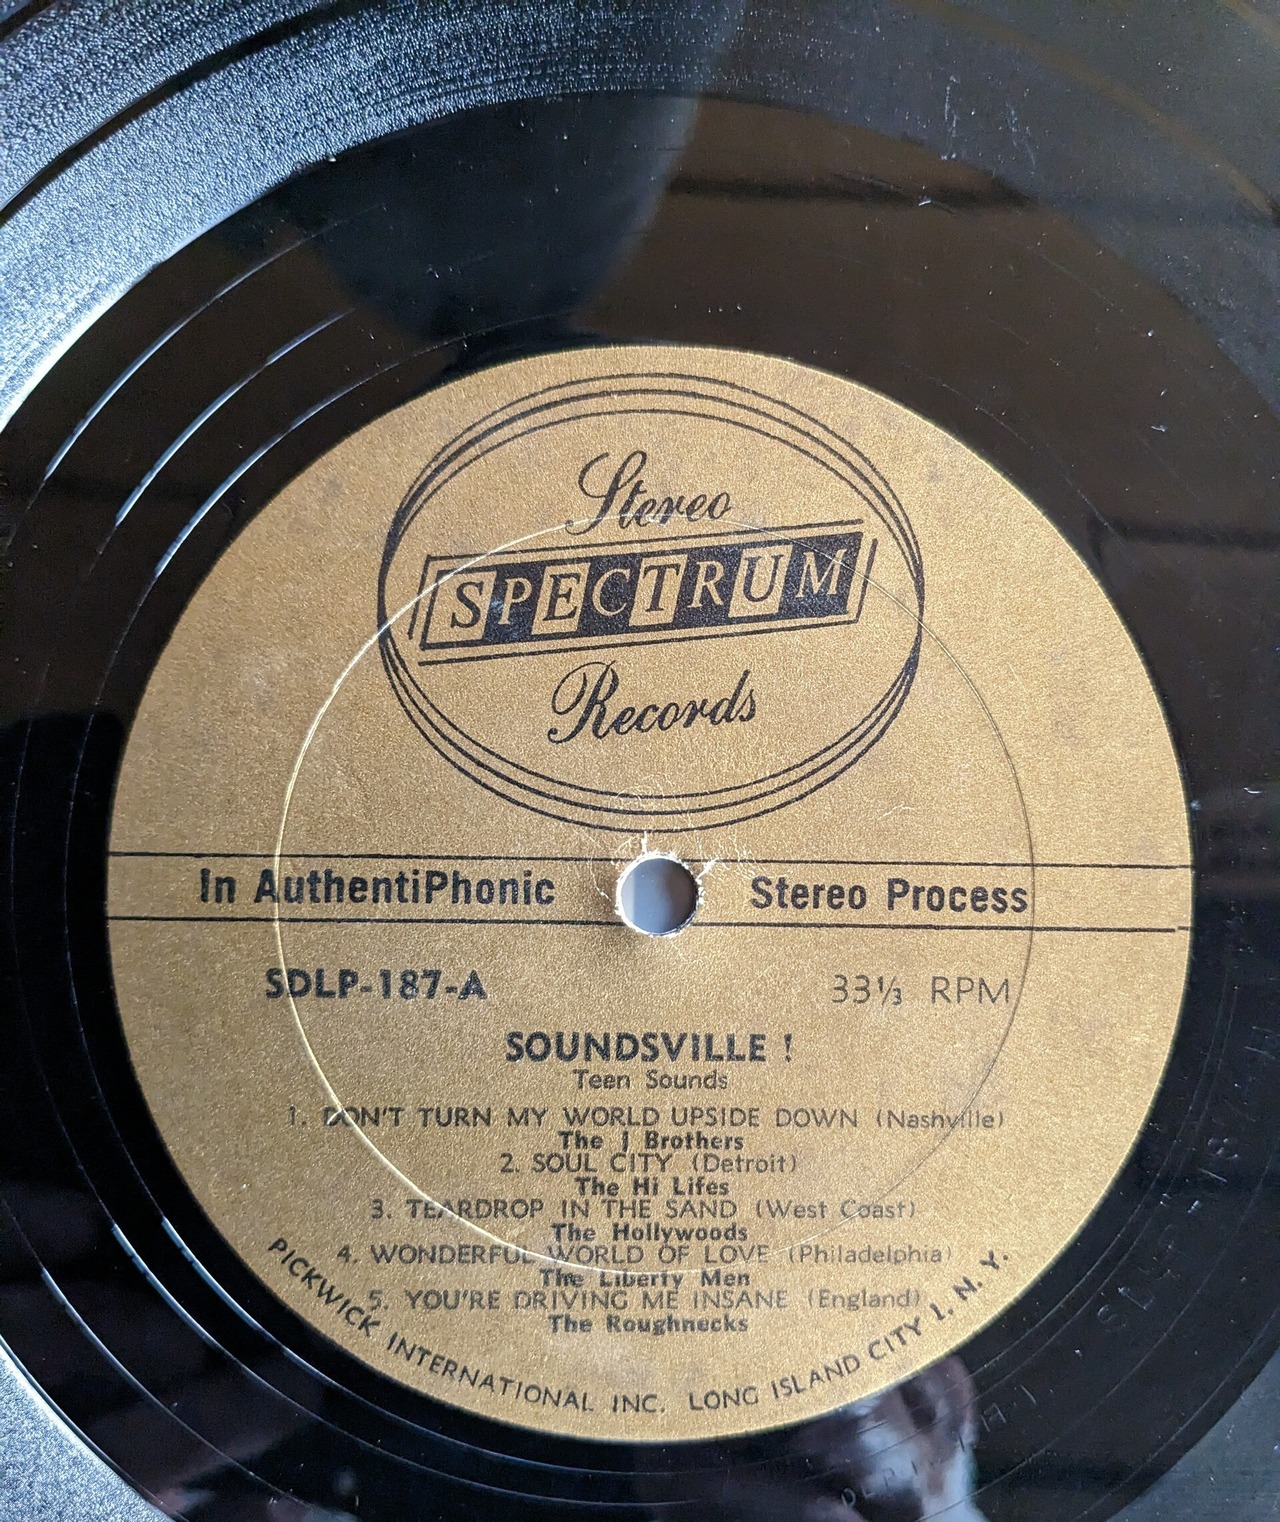 Stereo
SPECTRUM
Records
In AuthentiPhonic Stereo Process
SDLP-187-A 33⅓ RPM
SOUNDSVILLE !
Teen Sounds
1. DON'T TURN MY WORLD UPSIDE DOWN (Nashville)
The J Brothers
2. SOUL CITY (Detroit)
The Hi Lifes
3. TEARDROP IN THE SAND (West Coast)
The Hollywoods
4. WONDERFUL WORLD OF LOVE (Philadelphia)
The Liberty Men
5. YOU'RE DRIVING ME INSANE (England)
The Roughnecks
PICKWICK INTERNATIONAL INC. LONG ISLAND CITY 1, N. Y.